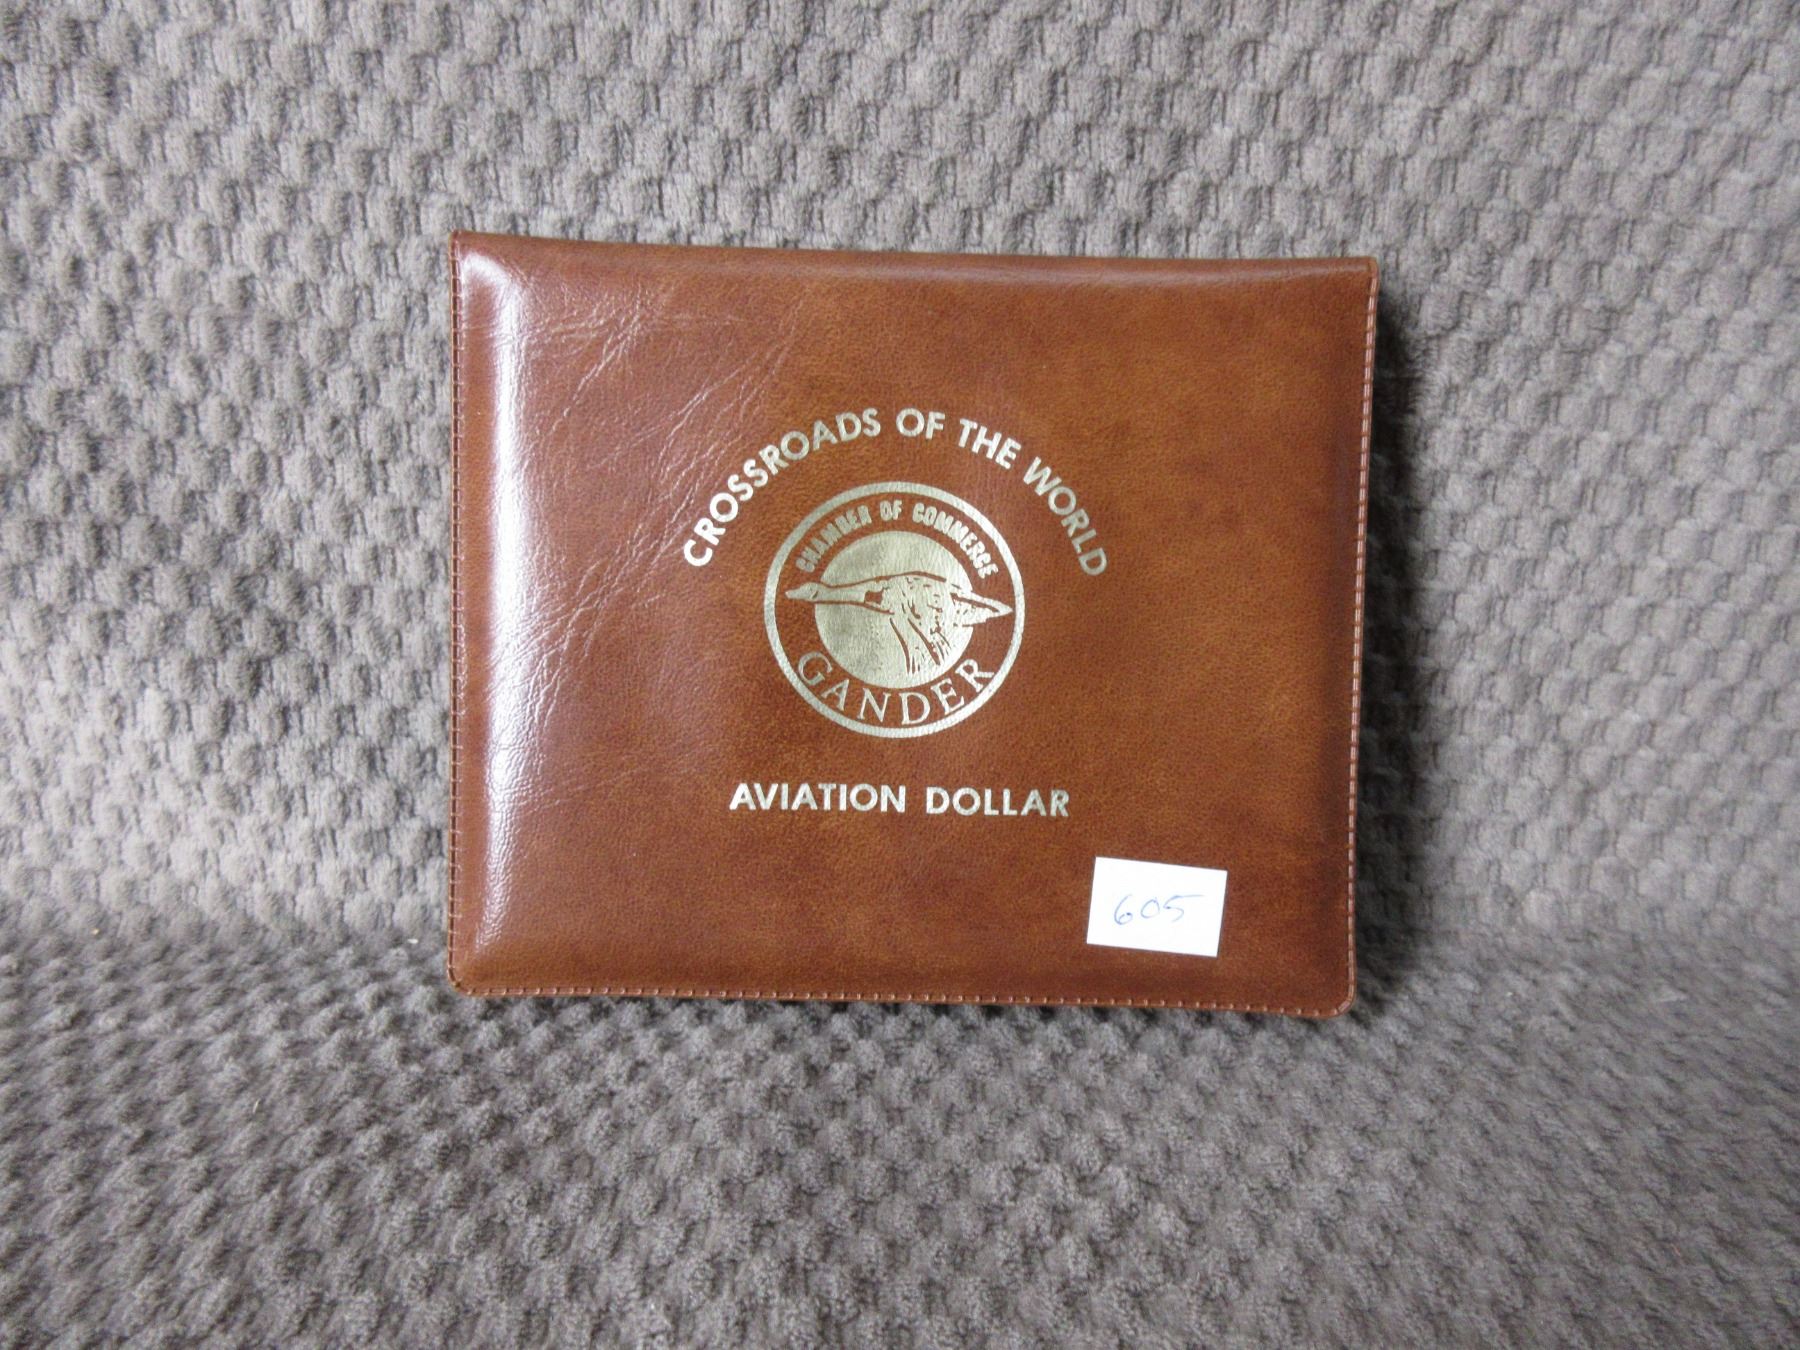 CROSSROADS OF THE WORLD
CHAMBER OF COMMERCE
GANDER
AVIATION DOLLAR
605